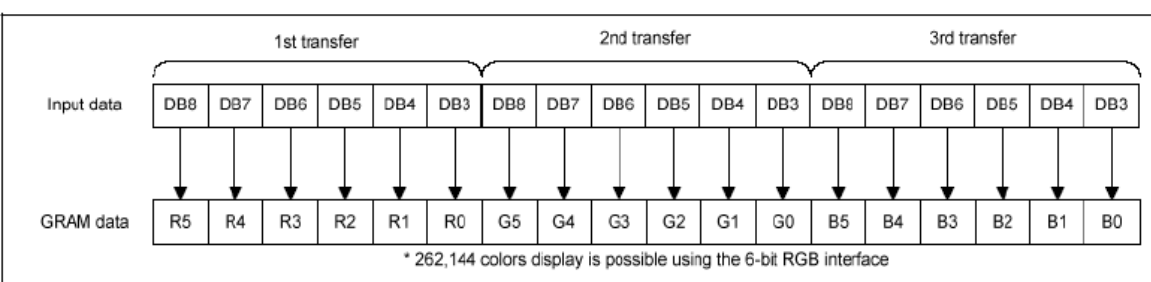 1st transfer 2nd transfer 3rd transfer
Input data DB8 DB7 DB6 DB5 DB4 DB3 DB8 DB7 DB6 DB5 DB4 DB3 DB8 DB7 DB6 DB5 DB4 DB3
GRAM data R5 R4 R3 R2 R1 R0 G5 G4 G3 G2 G1 G0 B5 B4 B3 B2 B1 B0
* 262,144 colors display is possible using the 6-bit RGB interface